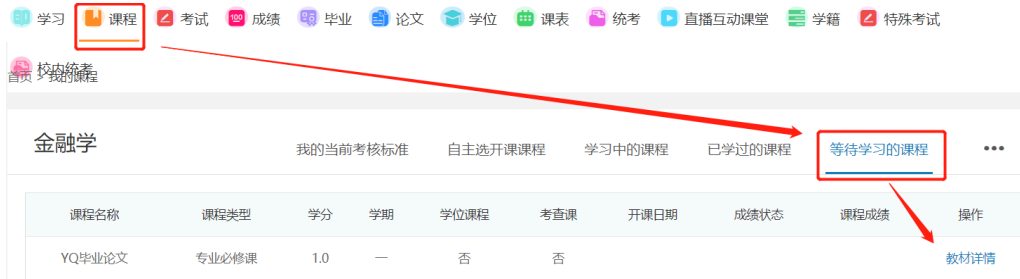 学习 课程 考试 100 成绩 毕业 论文 学位 课表 统考 直播互动课堂 学籍 特殊考试
校内统考
首页 > 我的课程
金融学 我的当前考核标准 自主选开课课程 学习中的课程 已学过的课程 等待学习的课程 •••
课程名称 课程类型 学分 学期 学位课程 考查课 开课日期 成绩状态 课程成绩 操作
YQ毕业论文 专业必修课 1.0 — 否 否 教材详情